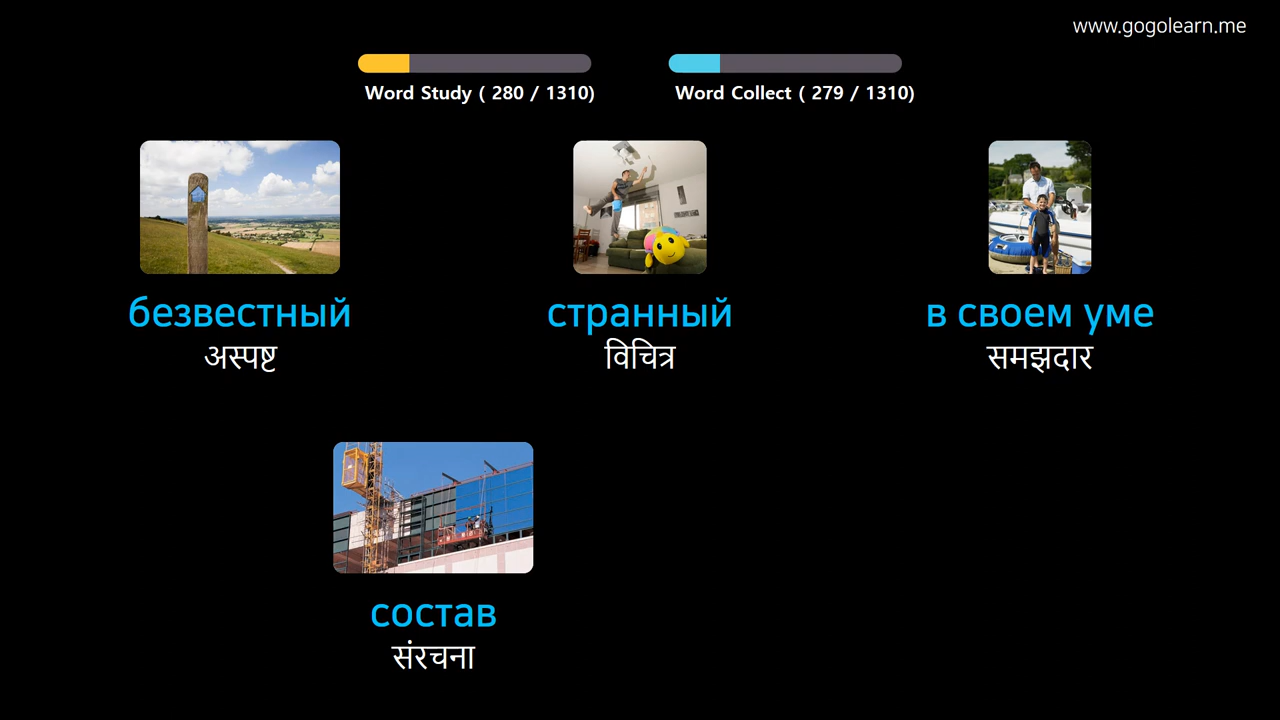 www.gogolearn.me
Word Study ( 280 / 1310)
Word Collect ( 279 / 1310)
безвестный
अस्पष्ट
странный
विचित्र
в своем уме
समझदार
состав
संरचना